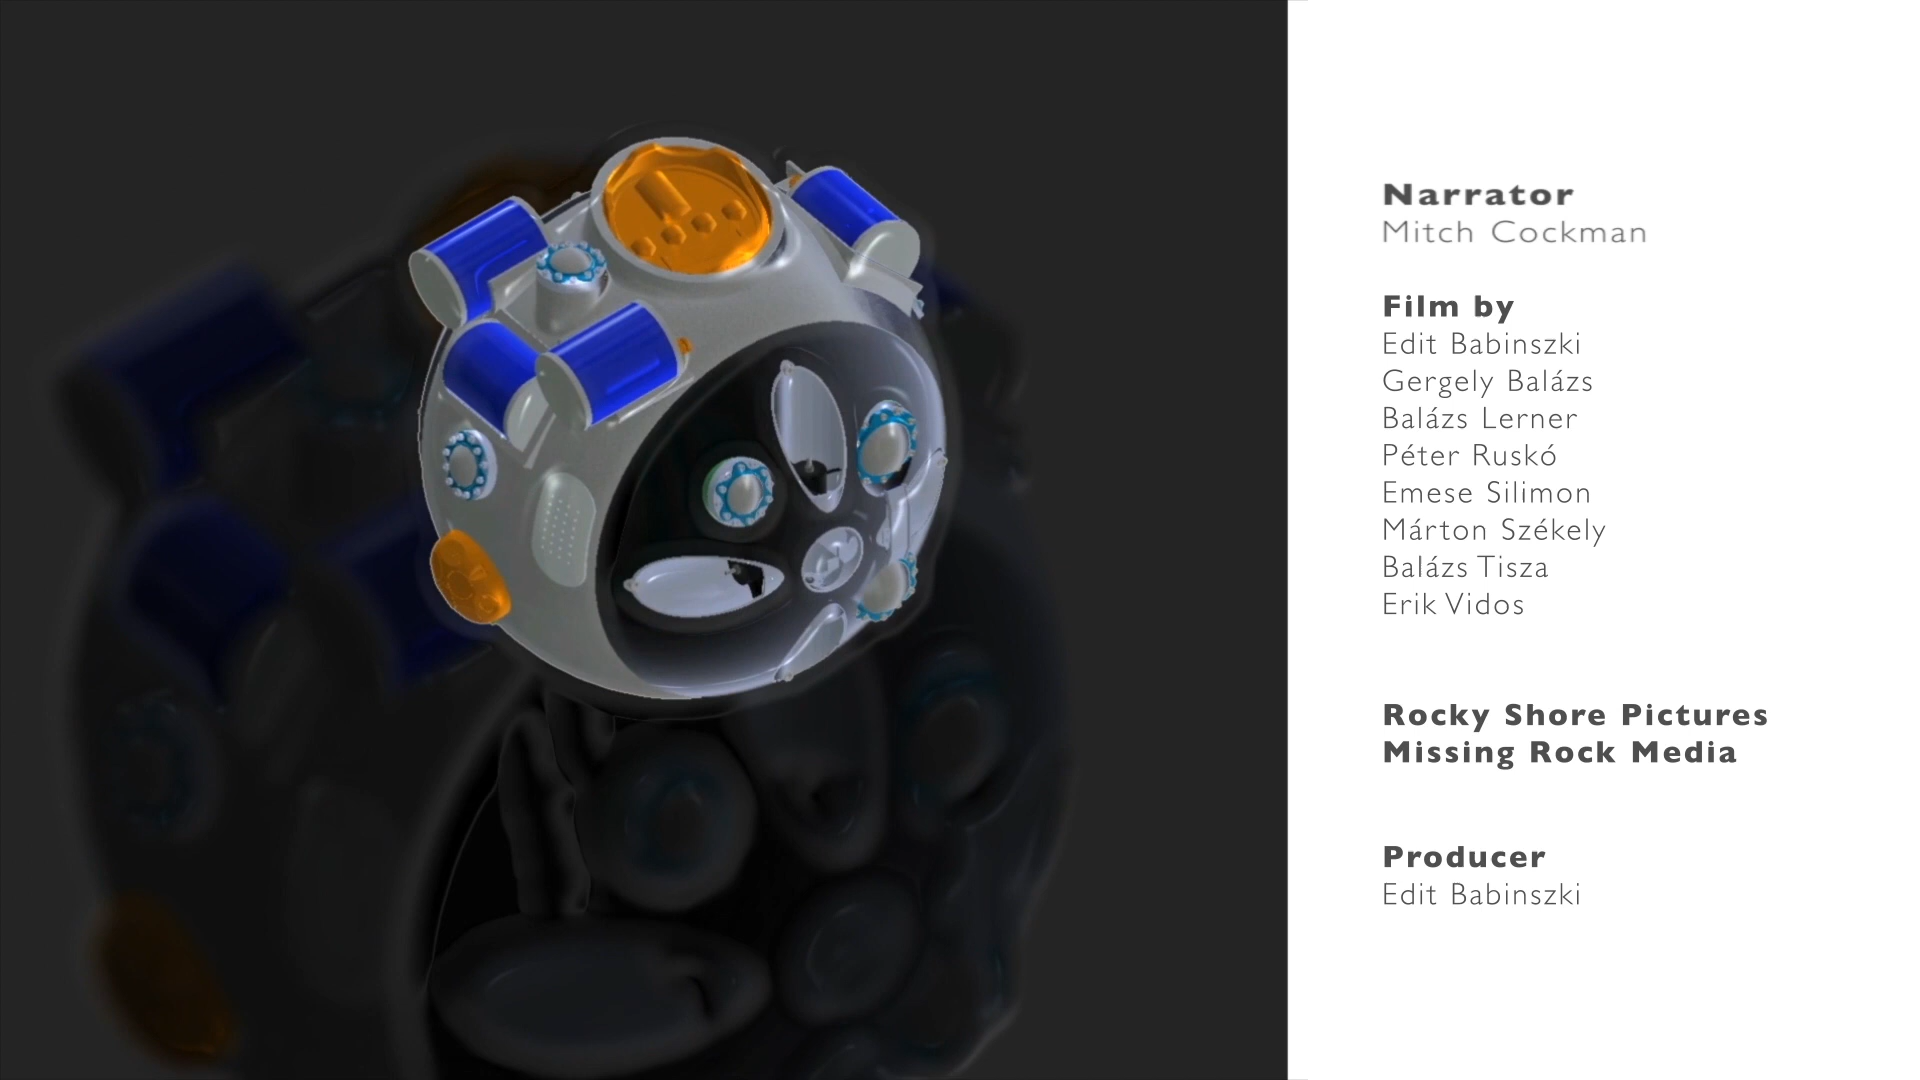 Narrator
Mitch Cockman
Film by
Edit Babinszki
Gergely Balázs
Balázs Lerner
Péter Ruskó
Emese Silimon
Márton Székely
Balázs Tisza
Erik Vidos
Rocky Shore Pictures
Missing Rock Media
Producer
Edit Babinszki